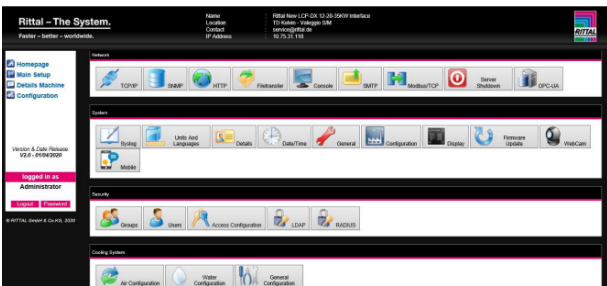 Rittal – The System.
Faster – better – worldwide.
Name : Rittal New LCP-DX 12-20-35KW Interface
Location : TD Kohen - Valeggio S/M
Contact : service@rittal.de
IP Address : 10.75.31.118
RITTAL
Homepage
Main Setup
Details Machine
Configuration
Version & Date Release
V2.0 - 01/04/2020
logged in as
Administrator
Logout Password
© RITTAL GmbH & Co.KG, 2020
Network
TCP/IP SNMP HTTP Filetransfer Console SMTP Modbus/TCP Server Shutdown OPC-UA
System
Syslog Units And Languages Details Date/Time General Configuration Display Firmware Update WebCam
Mobile
Security
Groups Users Access Configuration LDAP RADIUS
Cooling System
Air Configuration Water Configuration General Configuration